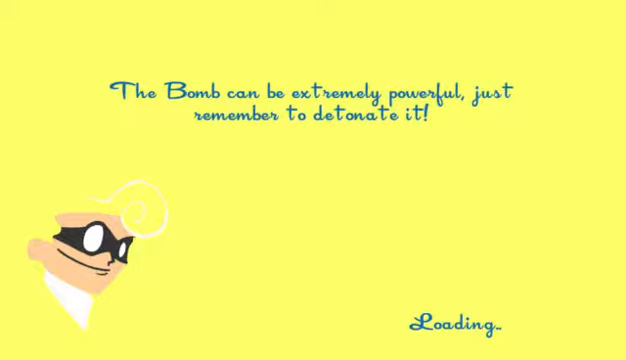 The Bomb can be extremely powerful, just
remember to detonate it!
Loading..